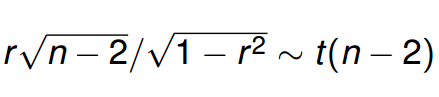 r√n – 2/√1 – r² ∼ t(n – 2)